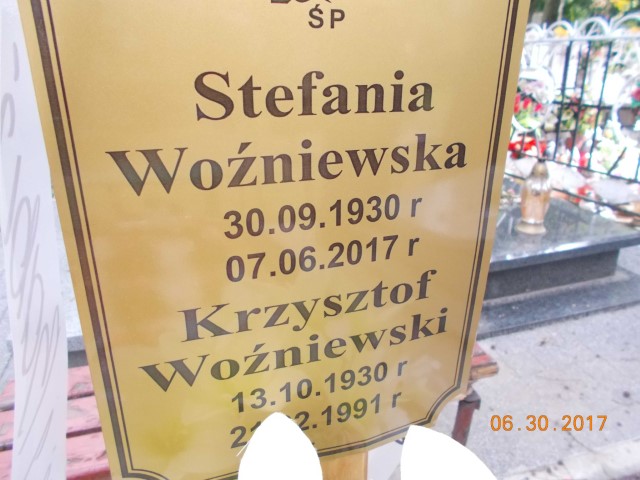 ŚP
Stefania
Woźniewska
30.09.1930 r
07.06.2017 r
Krzysztof
Woźniewski
13.10.1930 r
1991 r
06.30.2017